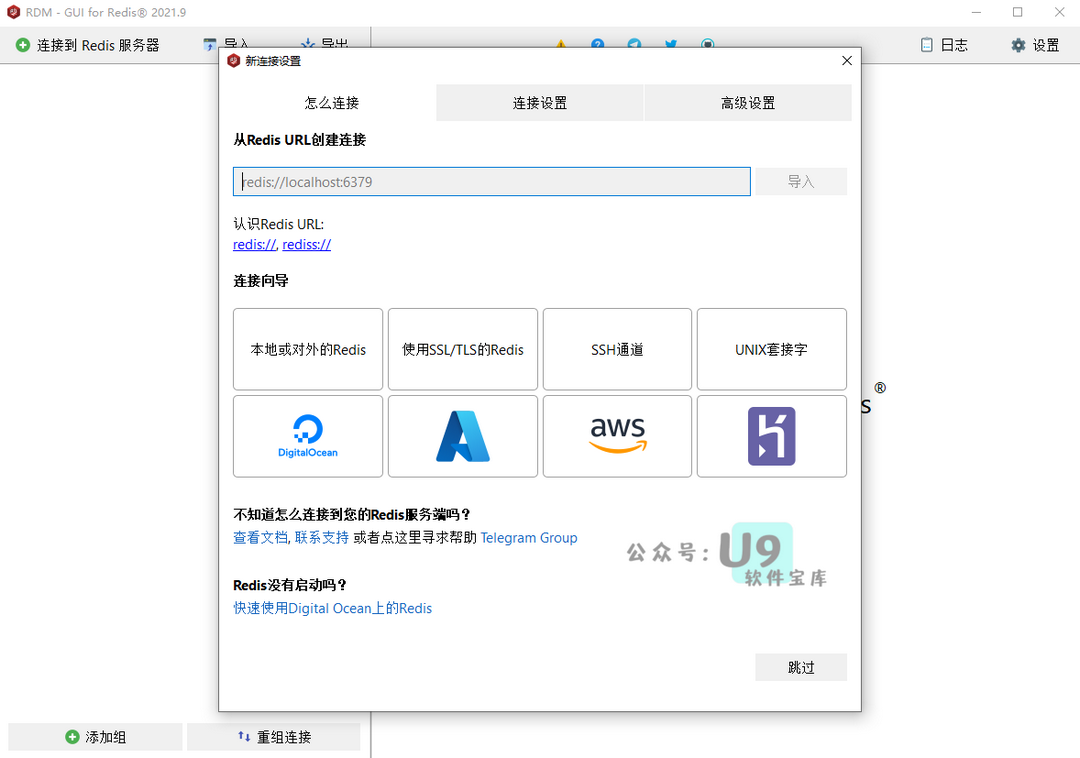 RDM - GUI for Redis® 2021.9
连接到 Redis 服务器
导入
导出
日志
设置
新连接设置
怎么连接
连接设置
高级设置
从Redis URL创建连接
redis://localhost:6379
导入
认识Redis URL:
redis://, rediss://
连接向导
本地或对外的Redis
使用SSL/TLS的Redis
SSH通道
UNIX套接字
DigitalOcean
aws
s®
不知道怎么连接到您的Redis服务端吗?
查看文档, 联系支持 或者点这里寻求帮助 Telegram Group
公众号: U9
软件宝库
Redis没有启动吗?
快速使用Digital Ocean上的Redis
跳过
添加组
重组连接